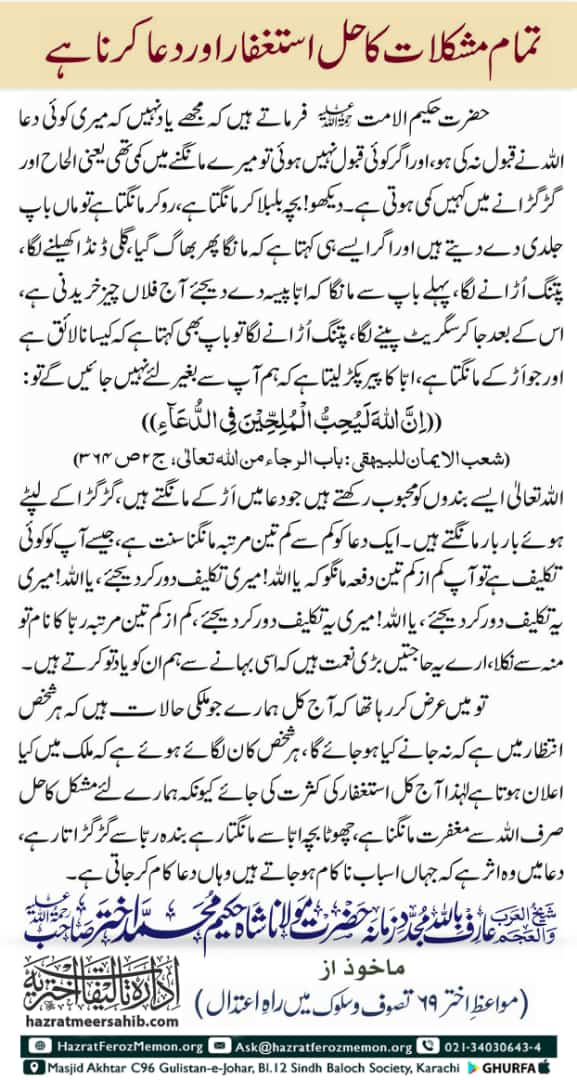 تمام مشکلات کا حل استغفار اور دعا کرنا ہے
حضرت حکیم الامت رحمۃ اللہ علیہ فرماتے ہیں کہ مجھے یاد نہیں کہ میری کوئی دعا
اللہ نے قبول نہ کی ہو، اور اگر کوئی قبول نہیں ہوئی تو میرے مانگنے میں کمی تھی یعنی الحاح اور
گڑگڑانے میں کہیں کمی ہوتی ہے۔ دیکھو! بچہ بلبلا کر مانگتا ہے، رو کر مانگتا ہے تو ماں باپ
جلدی دے دیتے ہیں اور اگر ایسے ہی کہتا ہے کہ مانگا پھر بھاگ گیا، گلی ڈنڈا کھیلنے لگا،
پتنگ اُڑانے لگا، پہلے باپ سے مانگا کہ ابّا پیسہ دے دیجئے آج فلاں چیز خریدنی ہے،
اس کے بعد جا کر سگریٹ پینے لگا، پتنگ اُڑانے لگا تو باپ بھی کہتا ہے کہ کیسا نالائق ہے
اور جو اَڑ کے مانگتا ہے، ابّا کا پیر پکڑ لیتا ہے کہ ہم آپ سے بغیر لئے نہیں جائیں گے تو:
((اِنَّ اللهَ لَيُحِبُّ الْمُلِحِّيْنَ فِي الدُّعَآءِ))
(شعب الایمان للبیہقی: باب الرجاء من اللہ تعالیٰ، ج ۲ ص ۳۶۴)
اللہ تعالیٰ ایسے بندوں کو محبوب رکھتے ہیں جو دعا میں اَڑ کے مانگتے ہیں، گڑگڑا کے لپٹے
ہوئے بار بار مانگتے ہیں۔ ایک دعا کو کم سے کم تین مرتبہ مانگنا سنت ہے، جیسے آپ کو کوئی
تکلیف ہے تو آپ کم از کم تین دفعہ مانگو کہ یا اللہ! میری تکلیف دور کر دیجئے، یا اللہ! میری
یہ تکلیف دور کر دیجئے، یا اللہ! میری یہ تکلیف دور کر دیجئے، کم از کم تین مرتبہ ربّا کا نام تو
منہ سے نکلا، ارے یہ حاجتیں بڑی نعمت ہیں کہ اسی بہانے سے ہم ان کو یاد تو کرتے ہیں۔
تو میں عرض کر رہا تھا کہ آج کل ہمارے جو ملکی حالات ہیں کہ ہر شخص
انتظار میں ہے کہ نہ جانے کیا ہو جائے گا، ہر شخص کان لگائے ہوئے ہے کہ ملک میں کیا
اعلان ہوتا ہے لہٰذا آج کل استغفار کی کثرت کی جائے کیونکہ ہمارے لئے مشکل کا حل
صرف اللہ سے مغفرت مانگنا ہے، چھوٹا بچہ ابّا سے مانگتا رہے بندہ ربّا سے گڑگڑاتا رہے،
دعا میں وہ اثر ہے کہ جہاں اسباب ناکام ہو جاتے ہیں وہاں دعا کام کر جاتی ہے۔
شیخ العرب والعجم عارف باللہ مجدد زمانہ حضرت مولانا شاہ حکیم محمد اختر صاحب رحمۃ اللہ علیہ
ماخوذ از
(مواعظِ اختر ۶۹ تصوف و سلوک میں راہِ اعتدال)
ادارہ تالیفات اختریہ
hazratmeersahib.com
HazratFerozMemon.org Ask@hazratferozmemon.org 021-34030643-4
Masjid Akhtar C96 Gulistan-e-Johar, Bl.12 Sindh Baloch Society, Karachi GHURFA